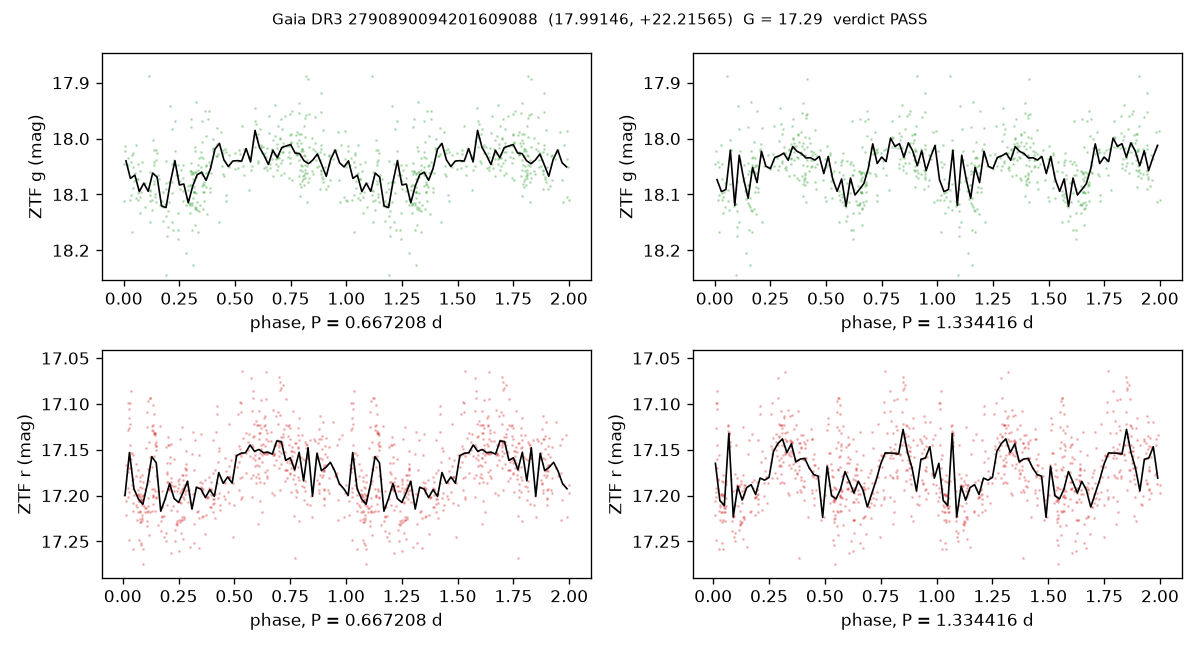 Gaia DR3 2790890094201609088  (17.99146, +22.21565)  G = 17.29  verdict PASS
ZTF g (mag)
17.9
18.0
18.1
18.2
0.00 0.25 0.50 0.75 1.00 1.25 1.50 1.75 2.00
phase, P = 0.667208 d
ZTF g (mag)
17.9
18.0
18.1
18.2
0.00 0.25 0.50 0.75 1.00 1.25 1.50 1.75 2.00
phase, P = 1.334416 d
ZTF r (mag)
17.05
17.10
17.15
17.20
17.25
0.00 0.25 0.50 0.75 1.00 1.25 1.50 1.75 2.00
phase, P = 0.667208 d
ZTF r (mag)
17.05
17.10
17.15
17.20
17.25
0.00 0.25 0.50 0.75 1.00 1.25 1.50 1.75 2.00
phase, P = 1.334416 d